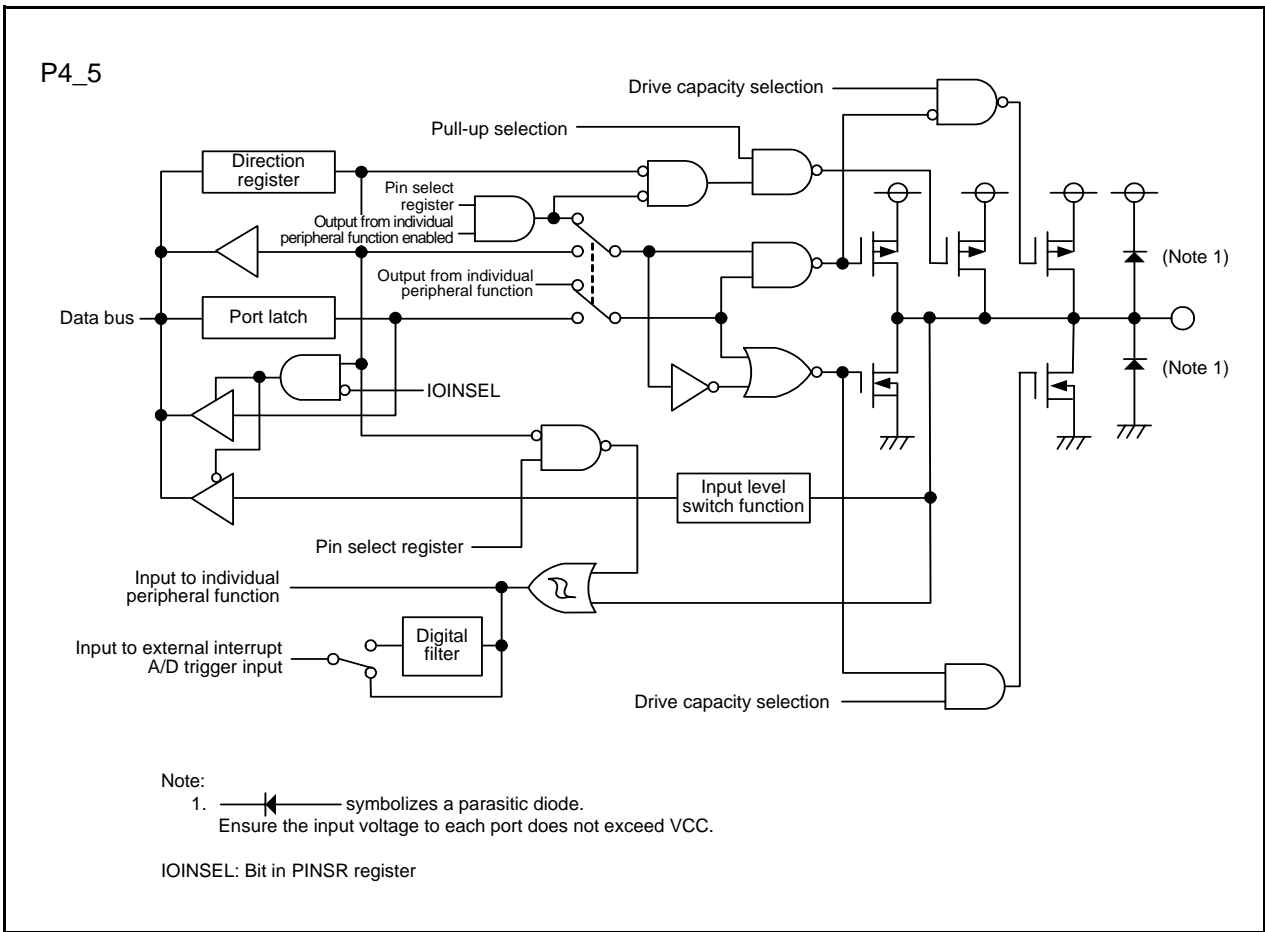 P4_5
Drive capacity selection
Pull-up selection
Direction
register
Pin select
register
Output from individual
peripheral function enabled
(Note 1)
Output from individual
peripheral function
Data bus
Port latch
(Note 1)
IOINSEL
Input level
switch function
Pin select register
Input to individual
peripheral function
Digital
filter
Input to external interrupt
A/D trigger input
Drive capacity selection
Note:
1. symbolizes a parasitic diode.
Ensure the input voltage to each port does not exceed VCC.
IOINSEL: Bit in PINSR register